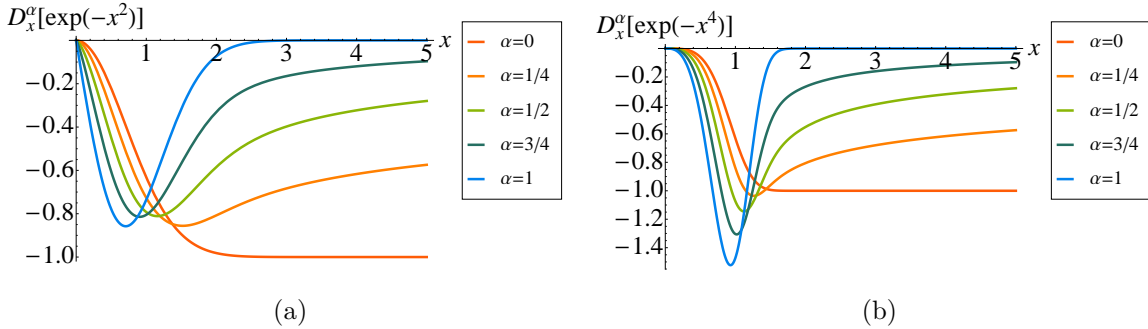 D_x^α[exp(-x²)]
x
1 2 3 4 5
-0.2
-0.4
-0.6
-0.8
-1.0
α=0
α=1/4
α=1/2
α=3/4
α=1
(a)
D_x^α[exp(-x⁴)]
x
1 2 3 4 5
-0.2
-0.4
-0.6
-0.8
-1.0
-1.2
-1.4
α=0
α=1/4
α=1/2
α=3/4
α=1
(b)